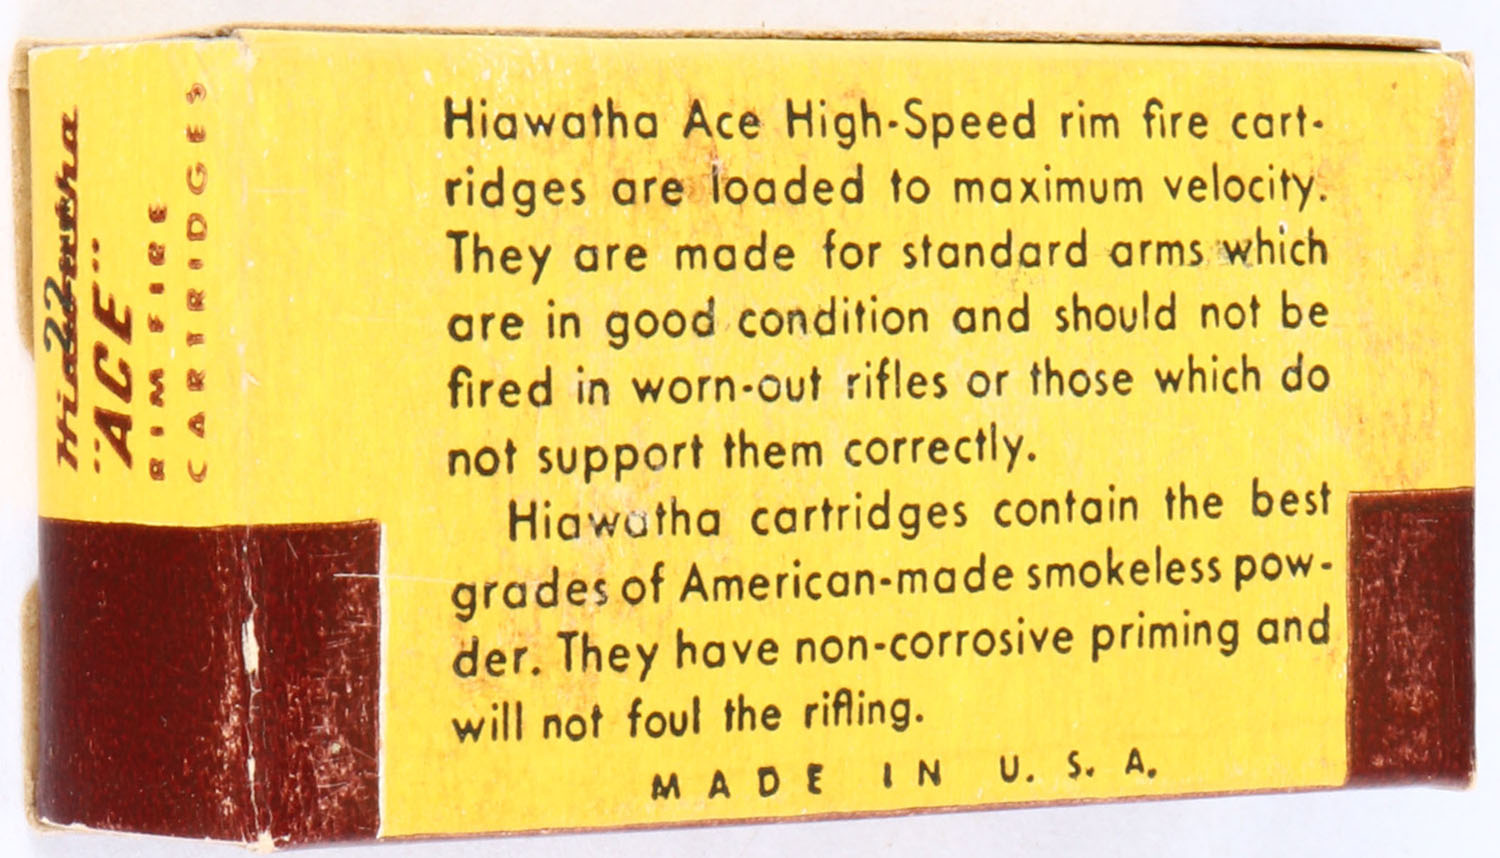 Hiawatha
22
"ACE"
RIM FIRE
CARTRIDGES
Hiawatha Ace High-Speed rim fire cart-
ridges are loaded to maximum velocity.
They are made for standard arms which
are in good condition and should not be
fired in worn-out rifles or those which do
not support them correctly.
Hiawatha cartridges contain the best
grades of American-made smokeless pow-
der. They have non-corrosive priming and
will not foul the rifling.
MADE IN U. S. A.